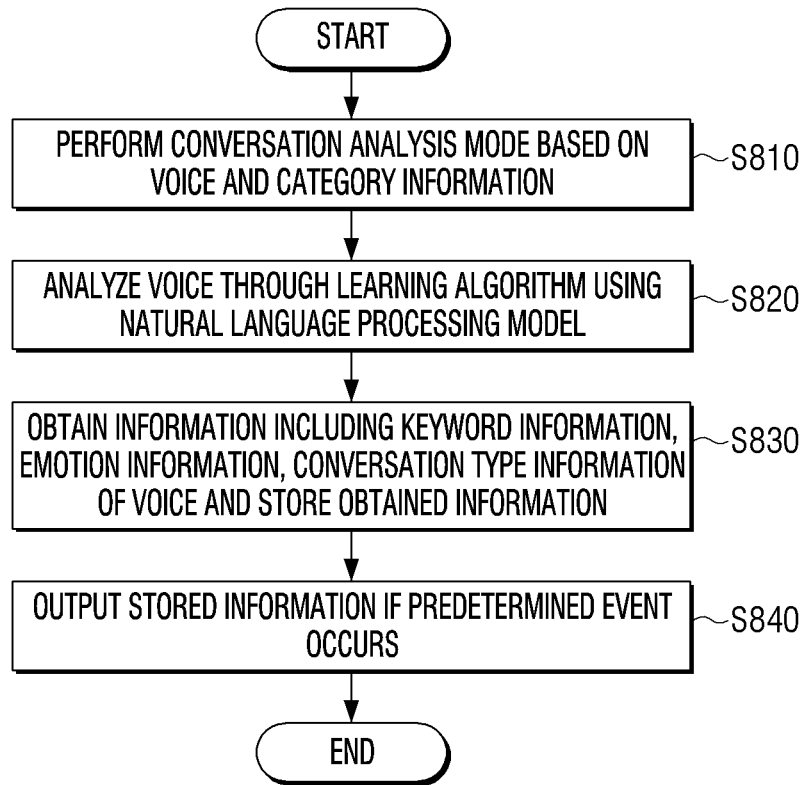 START
PERFORM CONVERSATION ANALYSIS MODE BASED ON
VOICE AND CATEGORY INFORMATION
S810
ANALYZE VOICE THROUGH LEARNING ALGORITHM USING
NATURAL LANGUAGE PROCESSING MODEL
S820
OBTAIN INFORMATION INCLUDING KEYWORD INFORMATION,
EMOTION INFORMATION, CONVERSATION TYPE INFORMATION
OF VOICE AND STORE OBTAINED INFORMATION
S830
OUTPUT STORED INFORMATION IF PREDETERMINED EVENT
OCCURS
S840
END